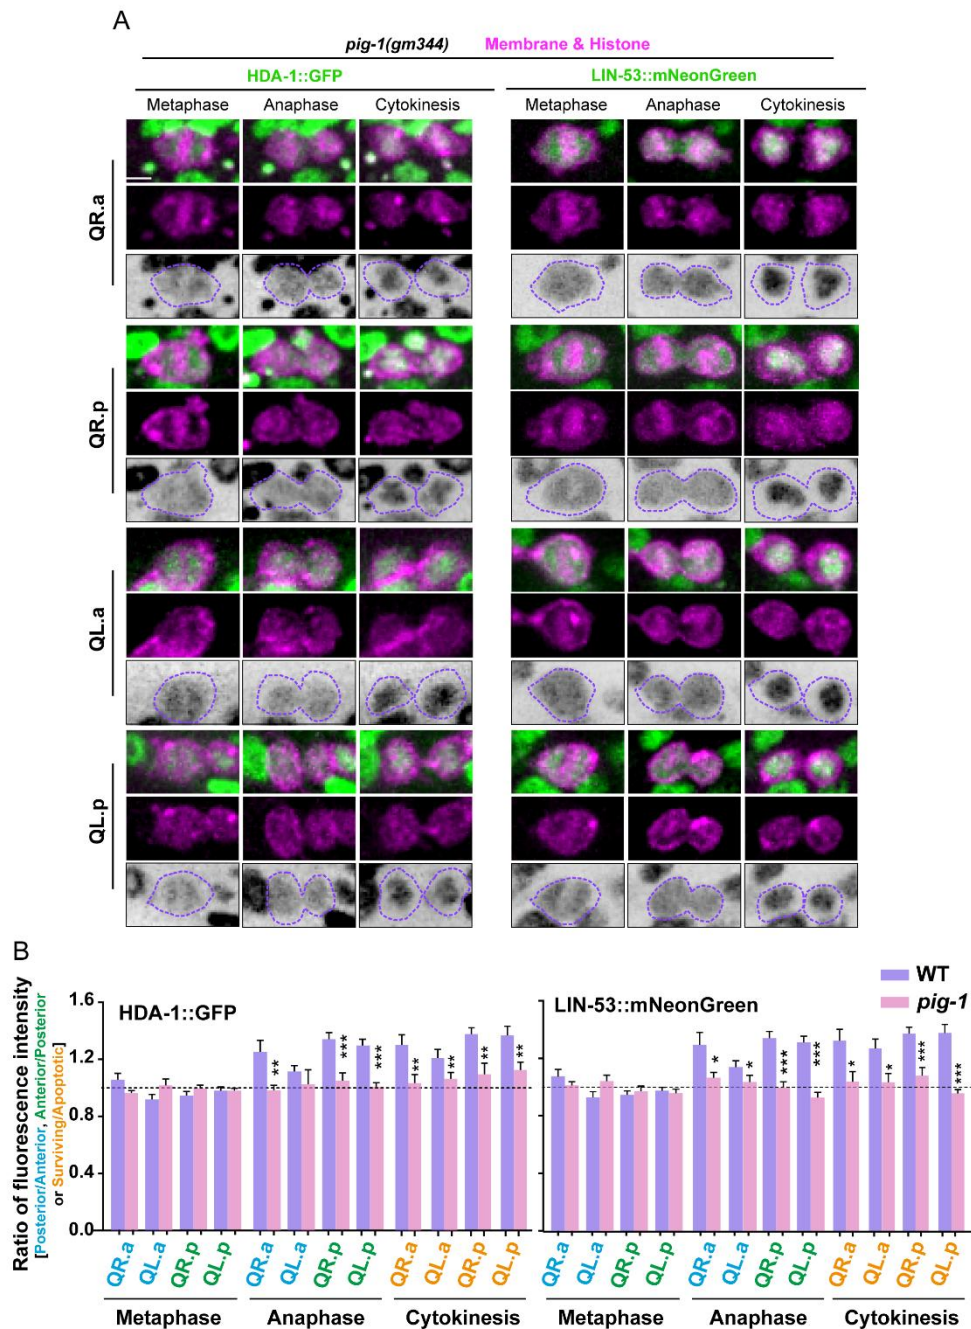 A
pig-1(gm344) Membrane & Histone
HDA-1::GFP LIN-53::mNeonGreen
Metaphase Anaphase Cytokinesis Metaphase Anaphase Cytokinesis
QR.a
QR.p
QL.a
QL.p
B
Ratio of fluorescence intensity
[Posterior/Anterior, Anterior/Posterior
or Surviving/Apoptotic]
WT
pig-1
HDA-1::GFP LIN-53::mNeonGreen
1.6
1.2
0.8
0.4
0.0
** *** *** ** ** ** ** * * *** *** * * *** ***
QR.a QL.a QR.p QL.p QR.a QL.a QR.p QL.p QR.a QL.a QR.p QL.p QR.a QL.a QR.p QL.p QR.a QL.a QR.p QL.p QR.a QL.a QR.p QL.p
Metaphase Anaphase Cytokinesis Metaphase Anaphase Cytokinesis